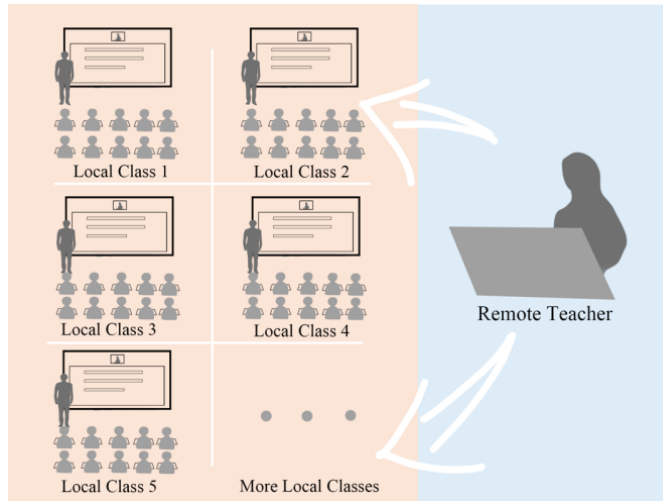 Local Class 1
Local Class 2
Local Class 3
Local Class 4
Remote Teacher
Local Class 5
More Local Classes